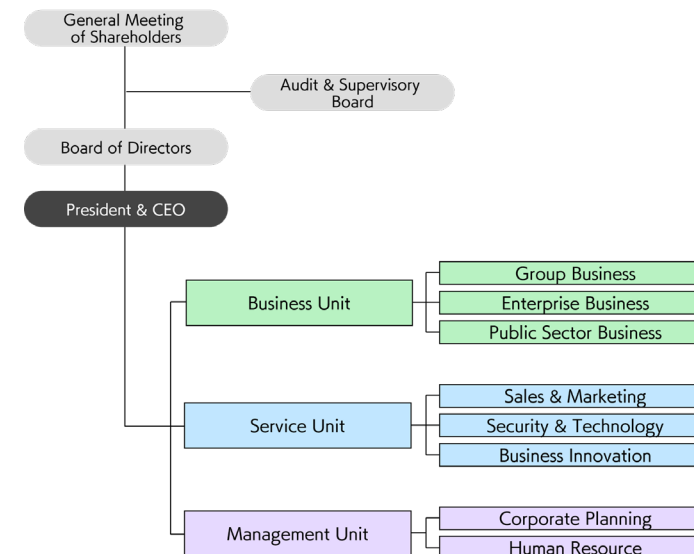 General Meeting
of Shareholders
Audit & Supervisory
Board
Board of Directors
President & CEO
Group Business
Business Unit
Enterprise Business
Public Sector Business
Sales & Marketing
Service Unit
Security & Technology
Business Innovation
Corporate Planning
Management Unit
Human Resource